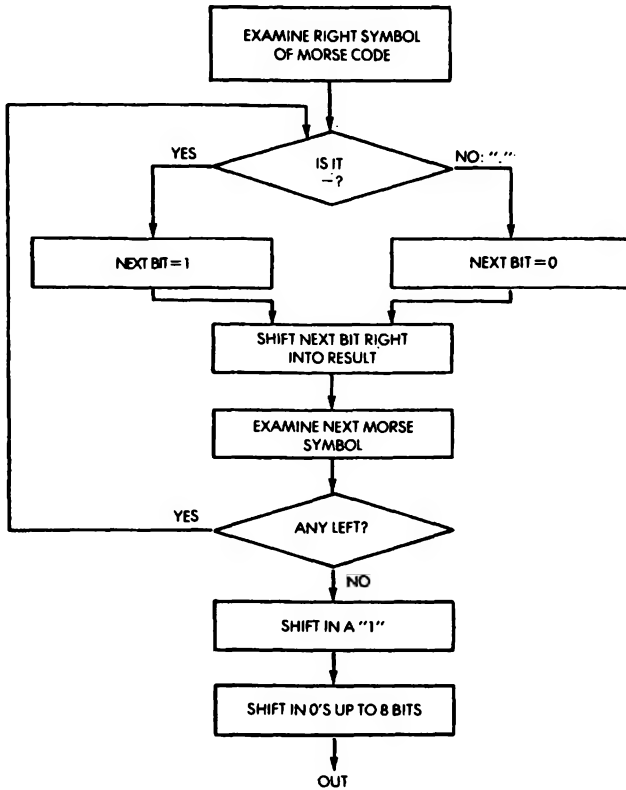 EXAMINE RIGHT SYMBOL
OF MORSE CODE
YES
IS IT
—?
NO: "."
NEXT BIT = 1
NEXT BIT = 0
SHIFT NEXT BIT RIGHT
INTO RESULT
EXAMINE NEXT MORSE
SYMBOL
YES
ANY LEFT?
NO
SHIFT IN A "1"
SHIFT IN 0'S UP TO 8 BITS
OUT